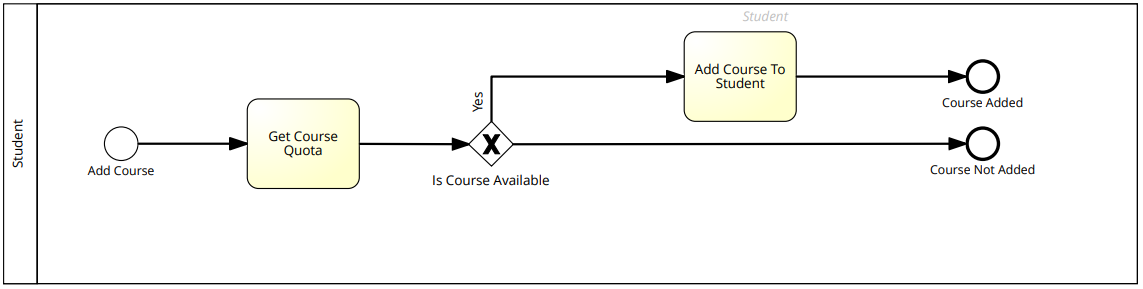 Student
Student
Add Course To
Student
Course Added
Yes
Get Course
Quota
Add Course
Is Course Available
Course Not Added